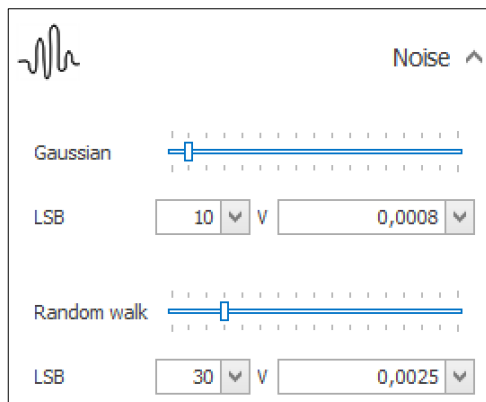 Noise
Gaussian
LSB 10 V 0,0008
Random walk
LSB 30 V 0,0025